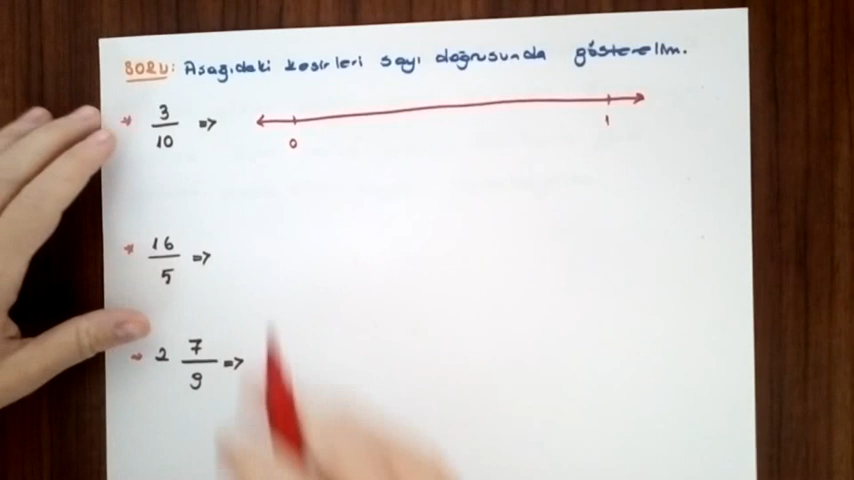 SORU: Aşağıdaki kesirleri sayı doğrusunda gösterelim.
* 3/10 =>
0 1
* 16/5 =>
* 2 7/9 =>